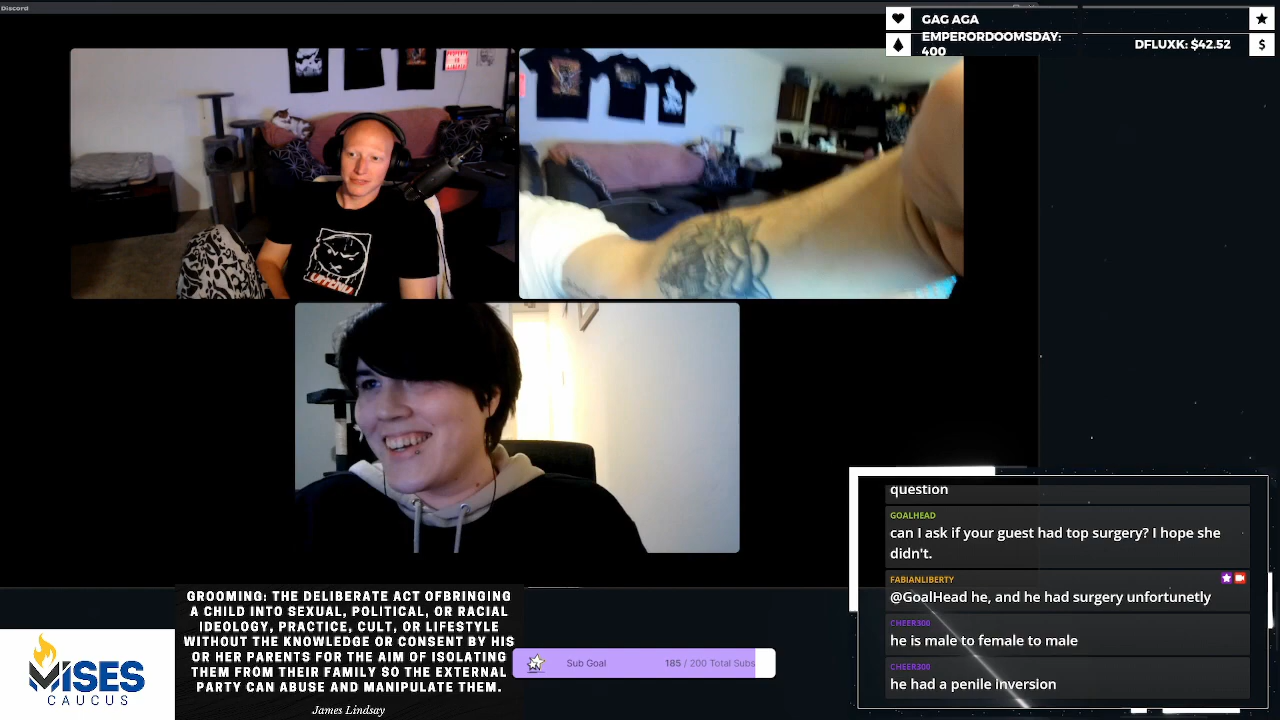 Discord
GAG AGA
EMPERORDOOMSDAY:
400
DFLUXK: $42.52
$
question
GOALHEAD
can I ask if your guest had top surgery? I hope she
didn't.
FABIANLIBERTY
@GoalHead he, and he had surgery unfortunetly
CHEER300
he is male to female to male
CHEER300
he had a penile inversion
GROOMING: THE DELIBERATE ACT OFBRINGING
A CHILD INTO SEXUAL, POLITICAL, OR RACIAL
IDEOLOGY, PRACTICE, CULT, OR LIFESTYLE
WITHOUT THE KNOWLEDGE OR CONSENT BY HIS
OR HER PARENTS FOR THE AIM OF ISOLATING
THEM FROM THEIR FAMILY SO THE EXTERNAL
PARTY CAN ABUSE AND MANIPULATE THEM.
James Lindsay
MISES
CAUCUS
Sub Goal
185 / 200 Total Subs